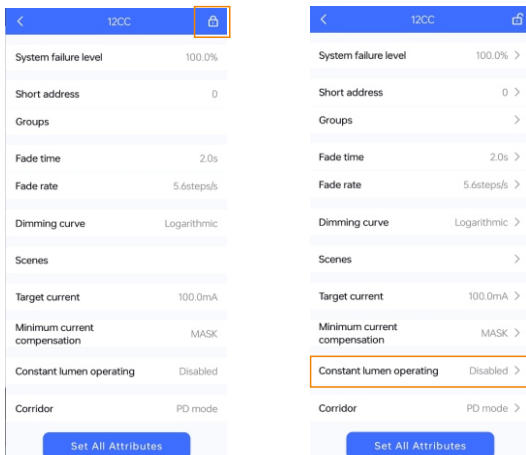 12CC
System failure level 100.0%
Short address 0
Groups
Fade time 2.0s
Fade rate 5.6steps/s
Dimming curve Logarithmic
Scenes
Target current 100.0mA
Minimum current
compensation MASK
Constant lumen operating Disabled
Corridor PD mode
Set All Attributes
12CC
System failure level 100.0% >
Short address 0 >
Groups >
Fade time 2.0s >
Fade rate 5.6steps/s >
Dimming curve Logarithmic >
Scenes >
Target current 100.0mA >
Minimum current
compensation MASK >
Constant lumen operating Disabled >
Corridor PD mode >
Set All Attributes